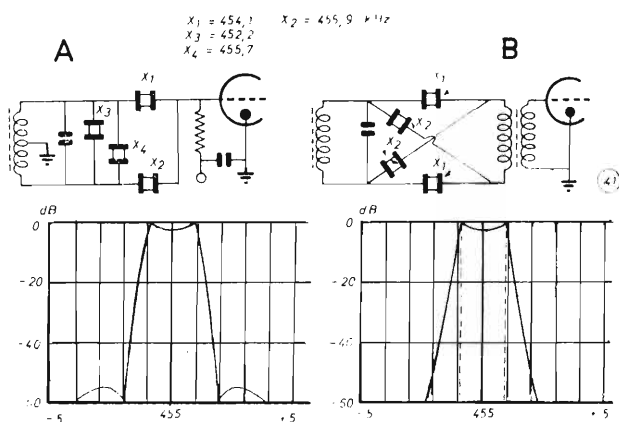 X1 = 454,1 X2 = 455,9 kHz
X3 = 452,2
X4 = 455,7
A
B
X1
X3
X4
X2
X1
X2
X2
X1
41
dB
0
-20
-40
-60
-5
455
+5
dB
0
-20
-40
-60
-5
455
+5